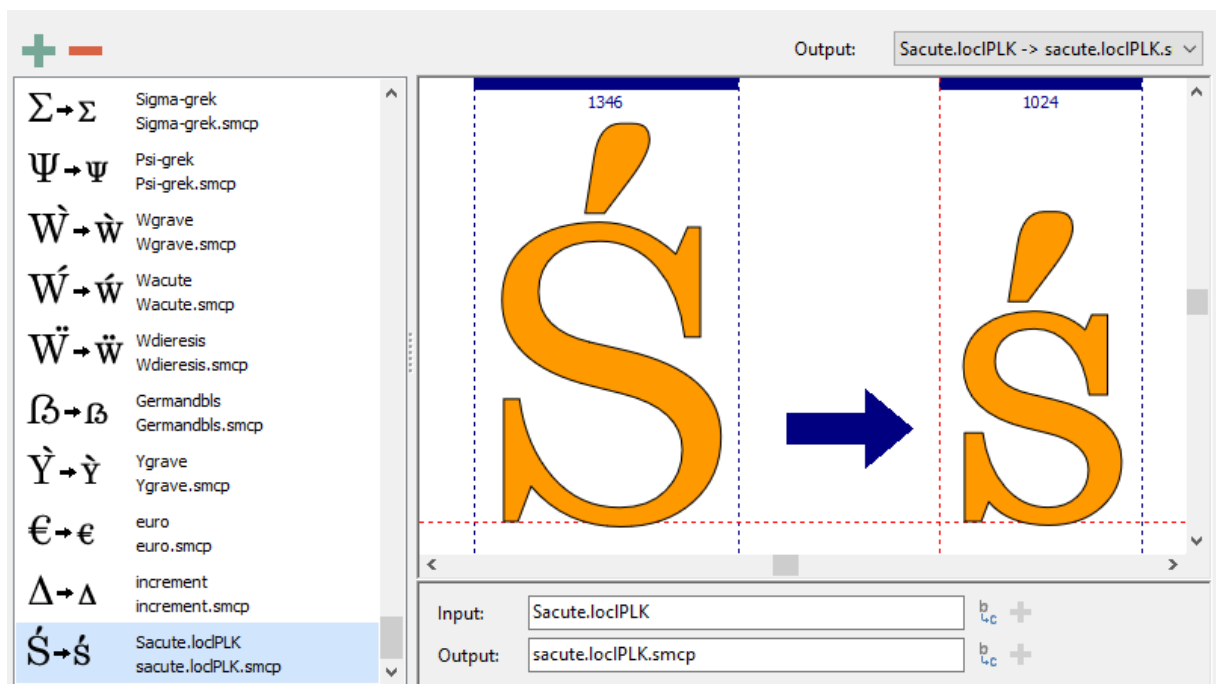 Output: Sacute.loclPLK -> sacute.loclPLK.s
Σ→Σ Sigma-grek
Sigma-grek.smcp
Ψ→Ψ Psi-grek
Psi-grek.smcp
Ẁ→ẁ Wgrave
Wgrave.smcp
Ẃ→ẃ Wacute
Wacute.smcp
Ẅ→ẅ Wdieresis
Wdieresis.smcp
ẞ→ẞ Germandbls
Germandbls.smcp
Ỳ→Ỳ Ygrave
Ygrave.smcp
€→€ euro
euro.smcp
Δ→Δ increment
increment.smcp
Ś→ś Sacute.loclPLK
sacute.loclPLK.smcp
1346 1024
Ś ś
Input: Sacute.loclPLK b c
Output: sacute.loclPLK.smcp b c